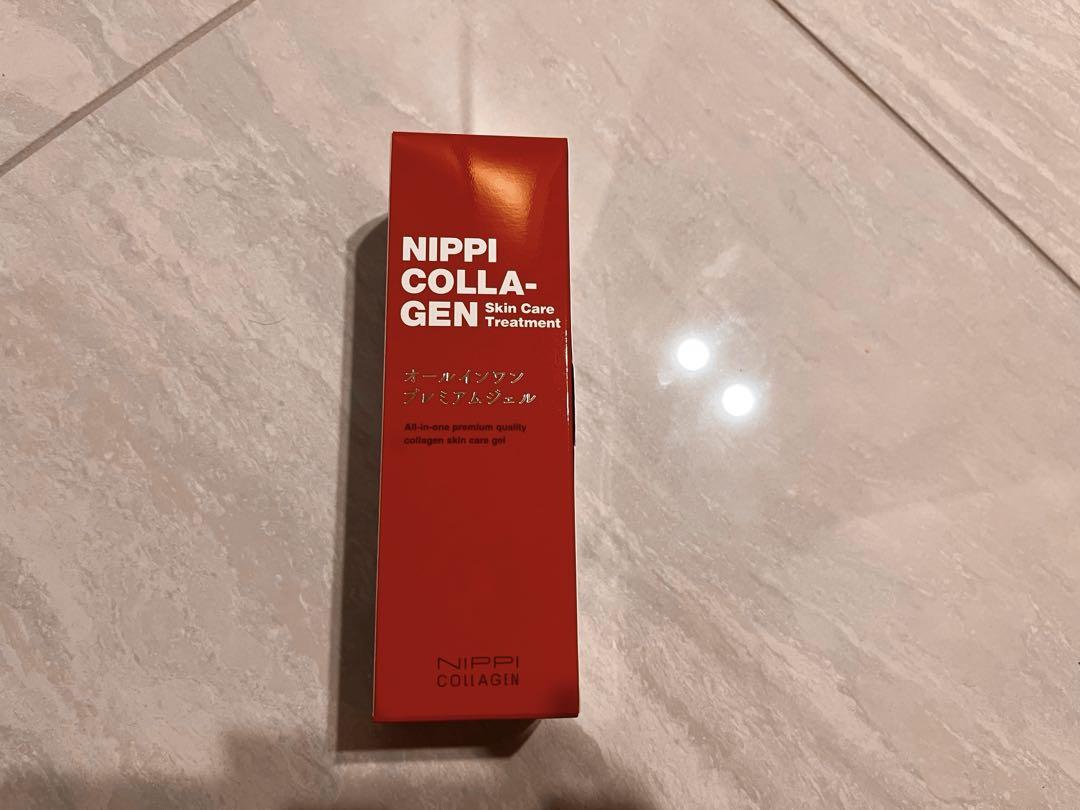 NIPPI
COLLA-
GEN Skin Care
Treatment
オールインワン
プレミアムジェル
All-in-one premium quality
collagen skin care gel
NIPPI
COLLAGEN